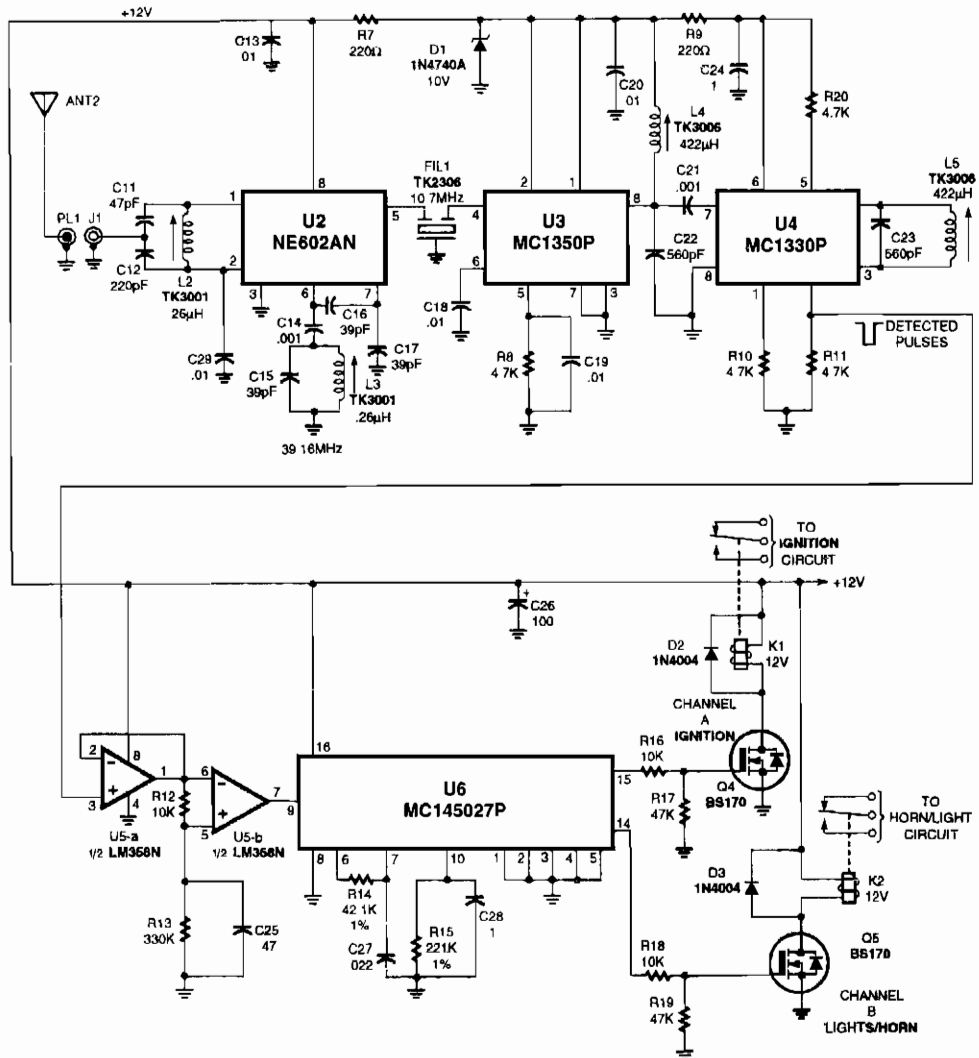 +12V
C13
01
R7
220Ω
D1
1N4740A
10V
C20
01
R9
220Ω
C24
1
R20
4.7K
ANT2
L4
TK3006
422µH
C11
47pF
PL1
J1
C12
220pF
L2
TK3001
26µH
1
8
U2
NE602AN
5
2
3
6
7
FIL1
TK2306
10 7MHz
2
1
4
U3
MC1350P
8
6
5
7
3
C21
.001
C22
560pF
6
5
7
U4
MC1330P
8
1
3
L5
TK3006
422µH
C23
560pF
C29
.01
C14
.001
C16
39pF
C17
39pF
C15
39pF
L3
TK3001
.26µH
39 16MHz
C18
.01
R8
4 7K
C19
.01
R10
4 7K
R11
4 7K
DETECTED
PULSES
TO
IGNITION
CIRCUIT
+12V
+
C26
100
D2
1N4004
K1
12V
CHANNEL
A
IGNITION
2
8
3
4
1
-
+
U5-a
1/2 LM358N
R12
10K
6
5
7
-
+
U5-b
1/2 LM358N
R13
330K
C25
47
16
9
U6
MC145027P
15
14
8
6
7
10
1
2
3
4
5
R14
42 1K
1%
C27
022
R15
221K
1%
C28
1
R16
10K
R17
47K
Q4
BS170
TO
HORN/LIGHT
CIRCUIT
D3
1N4004
K2
12V
R18
10K
R19
47K
Q5
BS170
CHANNEL
B
LIGHTS/HORN